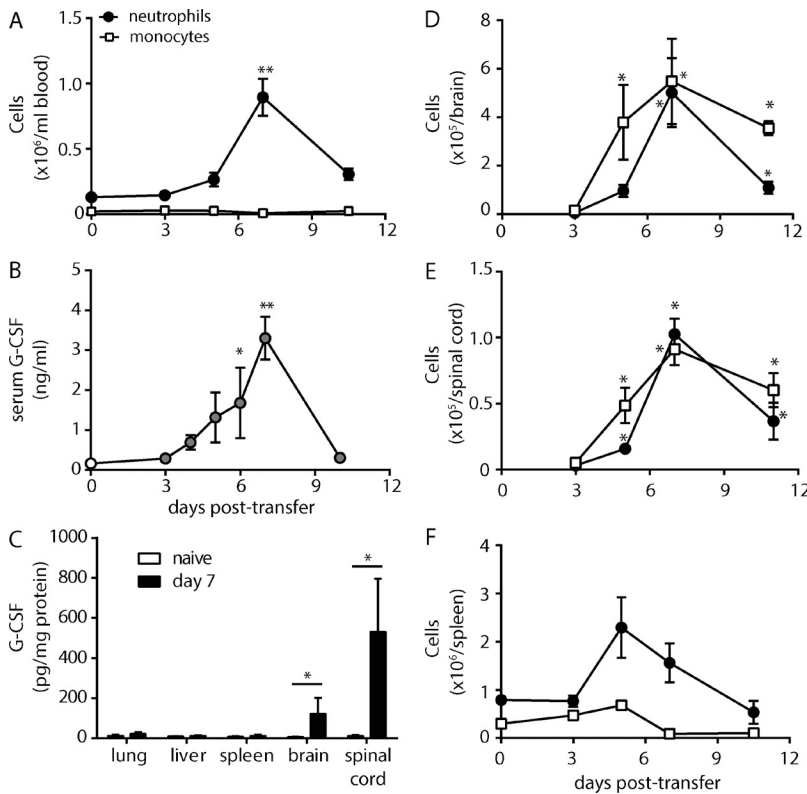 A
neutrophils
monocytes
Cells
(x10⁶/ml blood)
1.5
1.0
0.5
0
**
0 3 6 9 12
B
serum G-CSF
(ng/ml)
5
4
3
2
1
0
*
**
0 3 6 9 12
days post-transfer
C
G-CSF
(pg/mg protein)
1000
800
600
400
200
0
naive
day 7
*
*
lung liver spleen brain spinal
cord
D
Cells
(x10⁵/brain)
8
6
4
2
0
*
*
*
*
*
0 3 6 9 12
E
Cells
(x10⁵/spinal cord)
1.5
1.0
0.5
0
*
*
*
*
*
*
0 3 6 9 12
F
Cells
(x10⁶/spleen)
4
3
2
1
0
0 3 6 9 12
days post-transfer